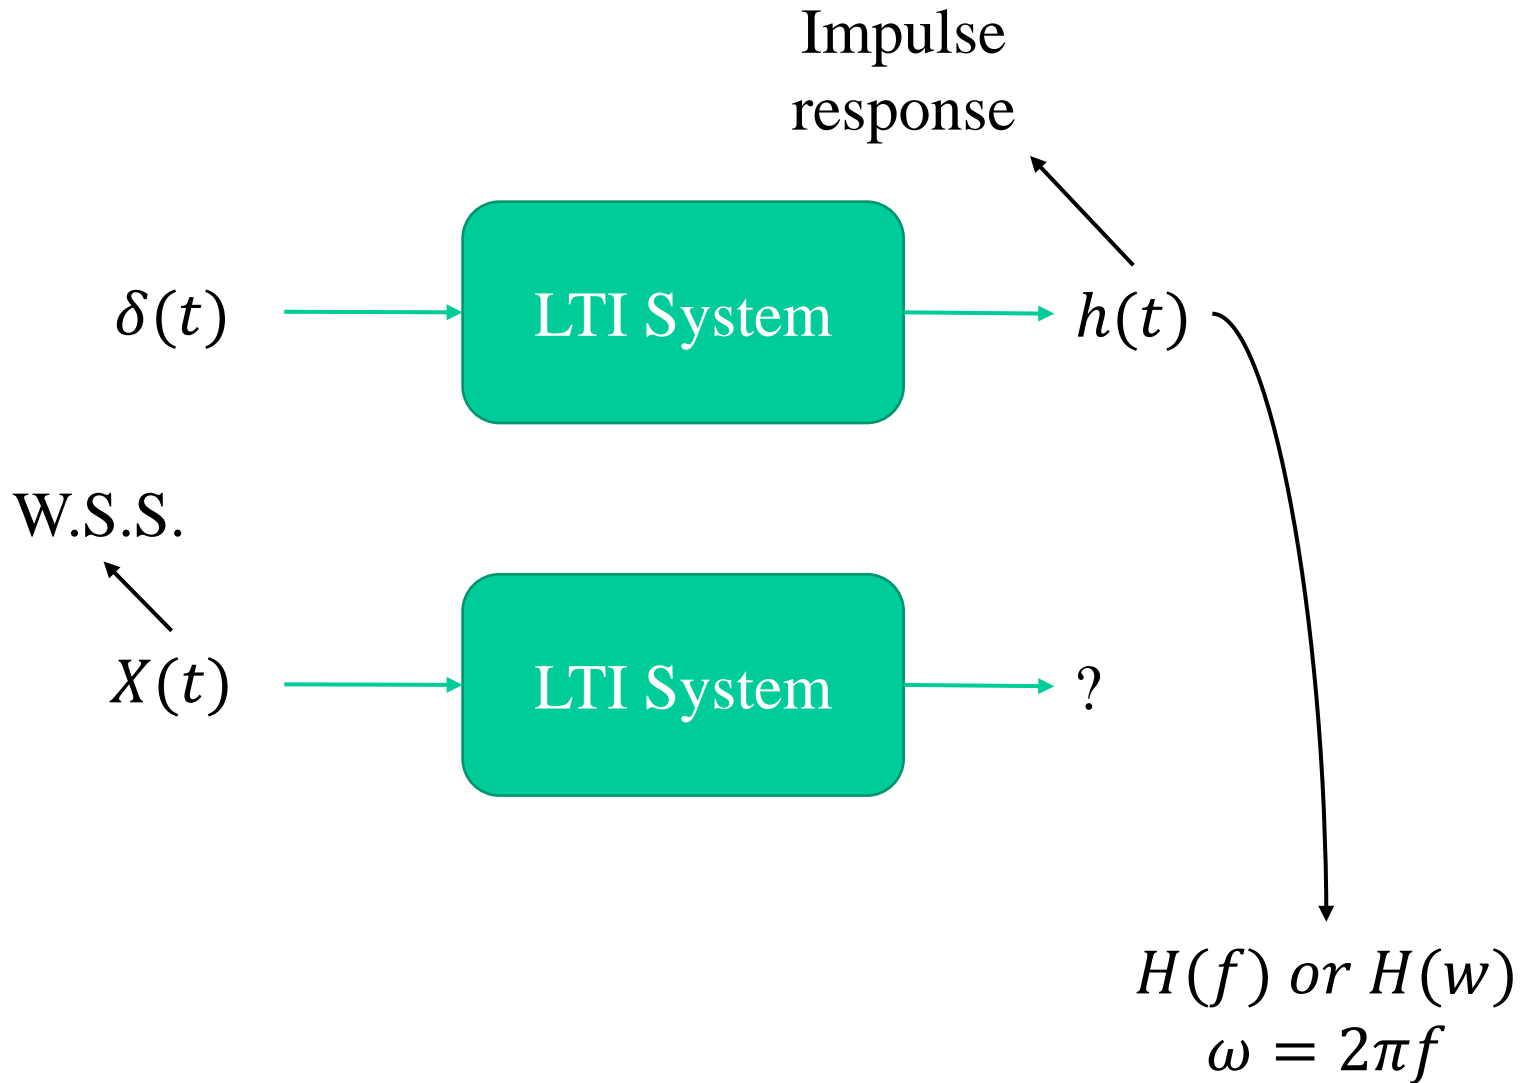 Impulse
response
δ(t)
LTI System
h(t)
W.S.S.
X(t)
LTI System
?
H(f) or H(w)
ω = 2πf